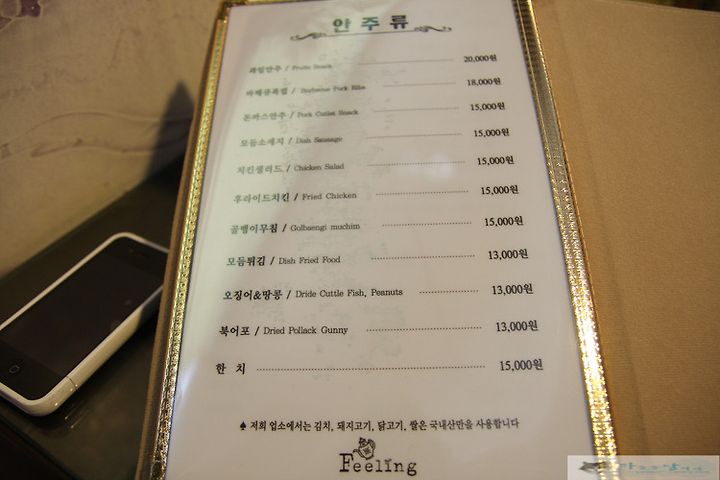 안주류
과일안주 / Fruits Snack 20,000원
바베큐폭립 / Barbecue Pork Ribs 18,000원
돈까스안주 / Pork Cutlet Snack 15,000원
모듬소세지 / Dish Sausage 15,000원
치킨샐러드 / Chicken Salad 15,000원
후라이드치킨 / Fried Chicken 15,000원
골뱅이무침 / Golbaengi muchim 15,000원
모듬튀김 / Dish Fried Food 13,000원
오징어&땅콩 / Dride Cuttle Fish, Peanuts 13,000원
북어포 / Dried Pollack Gunny 13,000원
한 치 15,000원
♠ 저희 업소에서는 김치, 돼지고기, 닭고기, 쌀은 국내산만을 사용합니다
Feeling